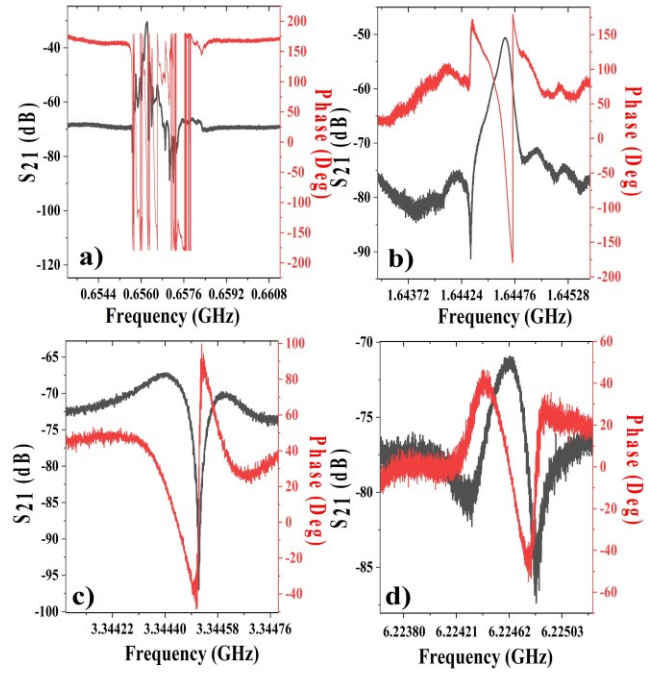 a)
-40
-60
-80
-100
-120
S21 (dB)
200
150
100
50
0
-50
-100
-150
-200
Phase (Deg)
0.6544 0.6560 0.6576 0.6592 0.6608
Frequency (GHz)
b)
-50
-60
-70
-80
-90
S21 (dB)
200
150
100
50
0
-50
-100
-150
-200
Phase (Deg)
1.64372 1.64424 1.64476 1.64528
Frequency (GHz)
c)
-65
-70
-75
-80
-85
-90
-95
-100
S21 (dB)
100
80
60
40
20
0
-20
-40
Phase (Deg)
3.34422 3.34440 3.34458 3.34476
Frequency (GHz)
d)
-70
-75
-80
-85
S21 (dB)
60
40
20
0
-20
-40
-60
Phase (Deg)
6.22380 6.22421 6.22462 6.22503
Frequency (GHz)